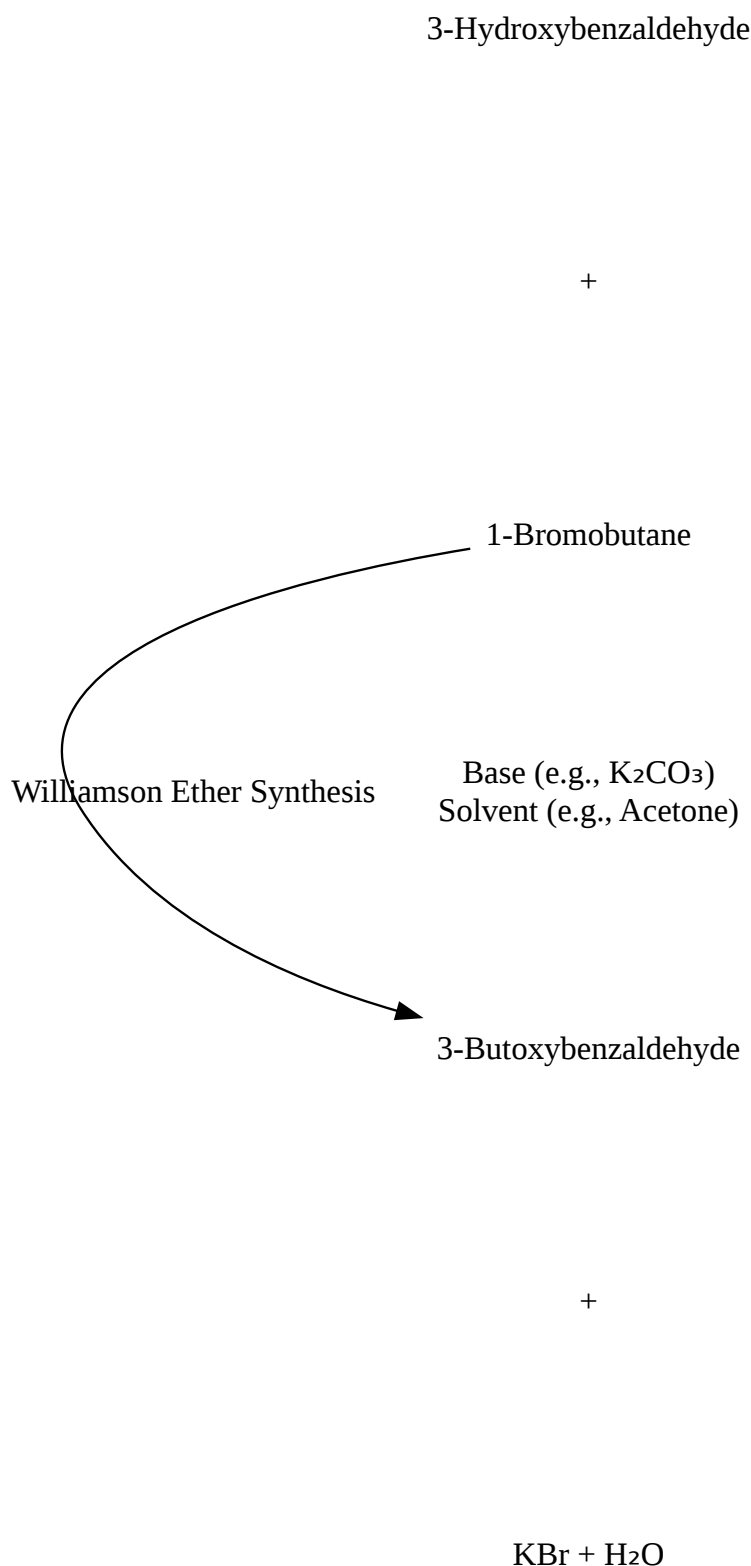 3-Hydroxybenzaldehyde
+
1-Bromobutane
Williamson Ether Synthesis
Base (e.g., K₂CO₃)
Solvent (e.g., Acetone)
3-Butoxybenzaldehyde
+
KBr + H₂O